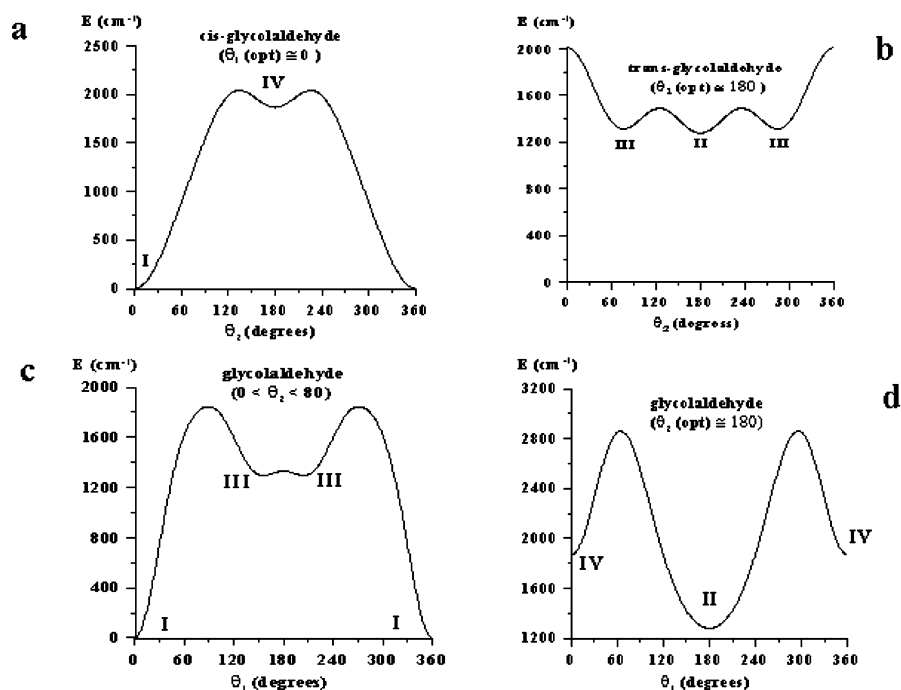 a
E (cm⁻¹)
cis-glycolaldehyde
(θ₁ (opt) ≅ 0 )
2500
2000
1500
1000
500
0
IV
I
0 60 120 180 240 300 360
θ₂ (degrees)
b
E (cm⁻¹)
trans-glycolaldehyde
(θ₂ (opt) ≃ 180 )
2000
1600
1200
800
400
0
III II III
0 60 120 180 240 300 360
θ₂ (dogross)
c
E (cm⁻¹)
glycolaldehyde
(0 < θ₂ < 80)
2000
1600
1200
800
400
0
III III
I I
0 60 120 180 240 300 360
θ₁ (degrees)
d
E (cm⁻¹)
glycolaldehyde
(θ₂ (opt) ≅ 180)
3200
2800
2400
2000
1600
1200
IV IV
II
0 60 120 180 240 300 360
θ₁ (degrees)